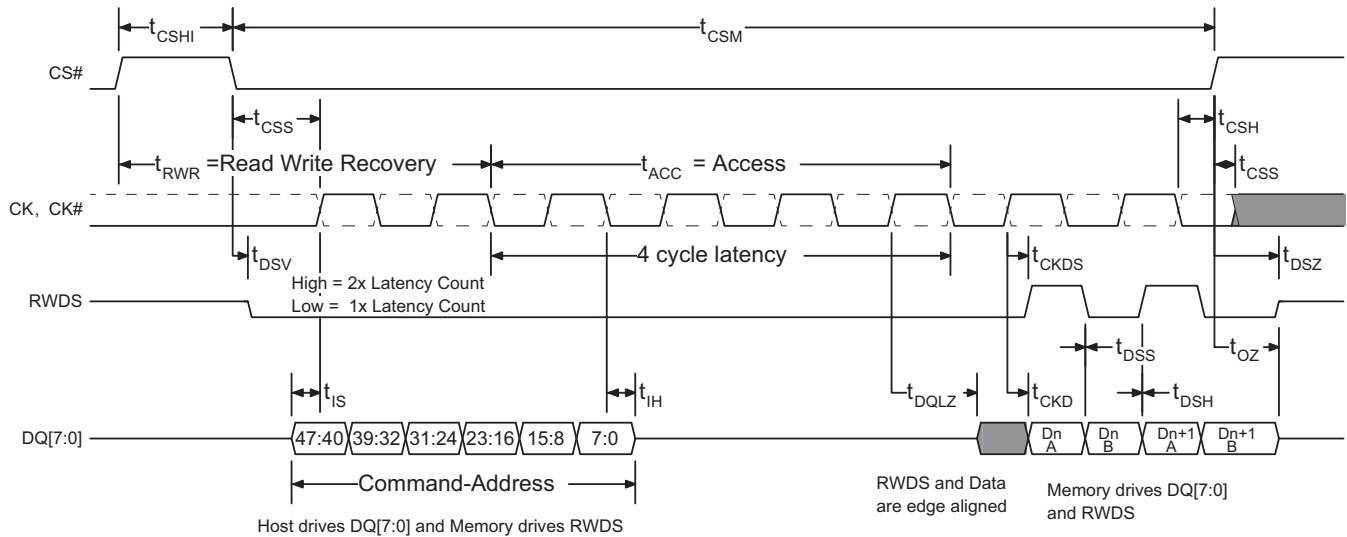 tCSHI
tCSM
CS#
tCSS
tCSH
tRWR =Read Write Recovery
tACC = Access
tCSS
CK, CK#
4 cycle latency
tDSV
tCKDS
tDSZ
High = 2x Latency Count
Low = 1x Latency Count
RWDS
tDSS
tOZ
tIS
tIH
tDQLZ
tCKD
tDSH
DQ[7:0]
47:40 39:32 31:24 23:16 15:8 7:0
Dn A
Dn B
Dn+1 A
Dn+1 B
Command-Address
RWDS and Data
are edge aligned
Memory drives DQ[7:0]
and RWDS
Host drives DQ[7:0] and Memory drives RWDS